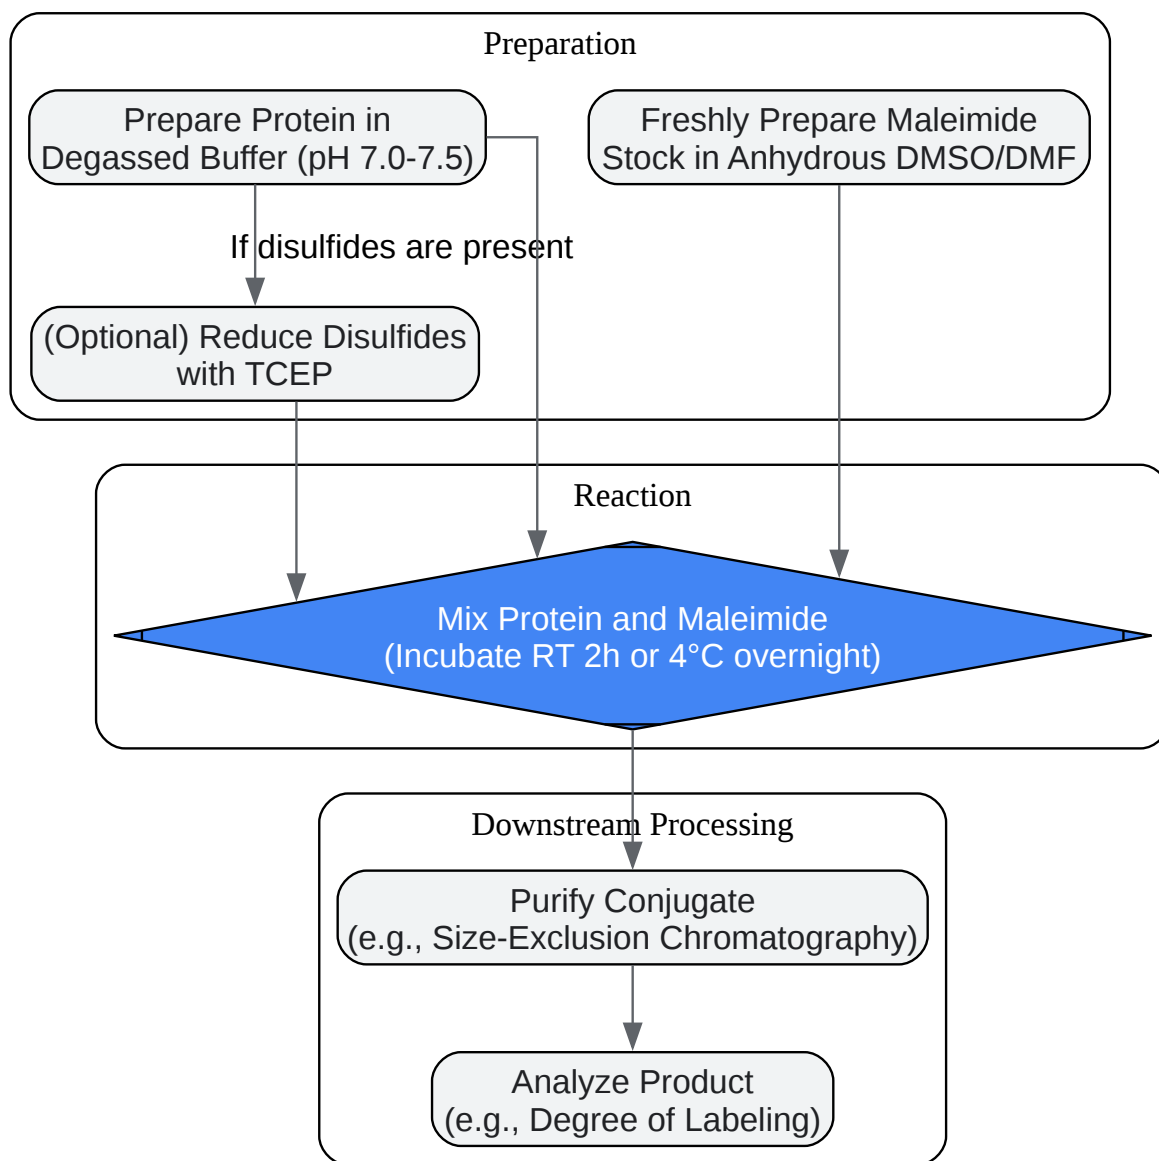 Preparation
Prepare Protein in
Degassed Buffer (pH 7.0-7.5)
Freshly Prepare Maleimide
Stock in Anhydrous DMSO/DMF
If disulfides are present
(Optional) Reduce Disulfides
with TCEP
Reaction
Mix Protein and Maleimide
(Incubate RT 2h or 4°C overnight)
Downstream Processing
Purify Conjugate
(e.g., Size-Exclusion Chromatography)
Analyze Product
(e.g., Degree of Labeling)